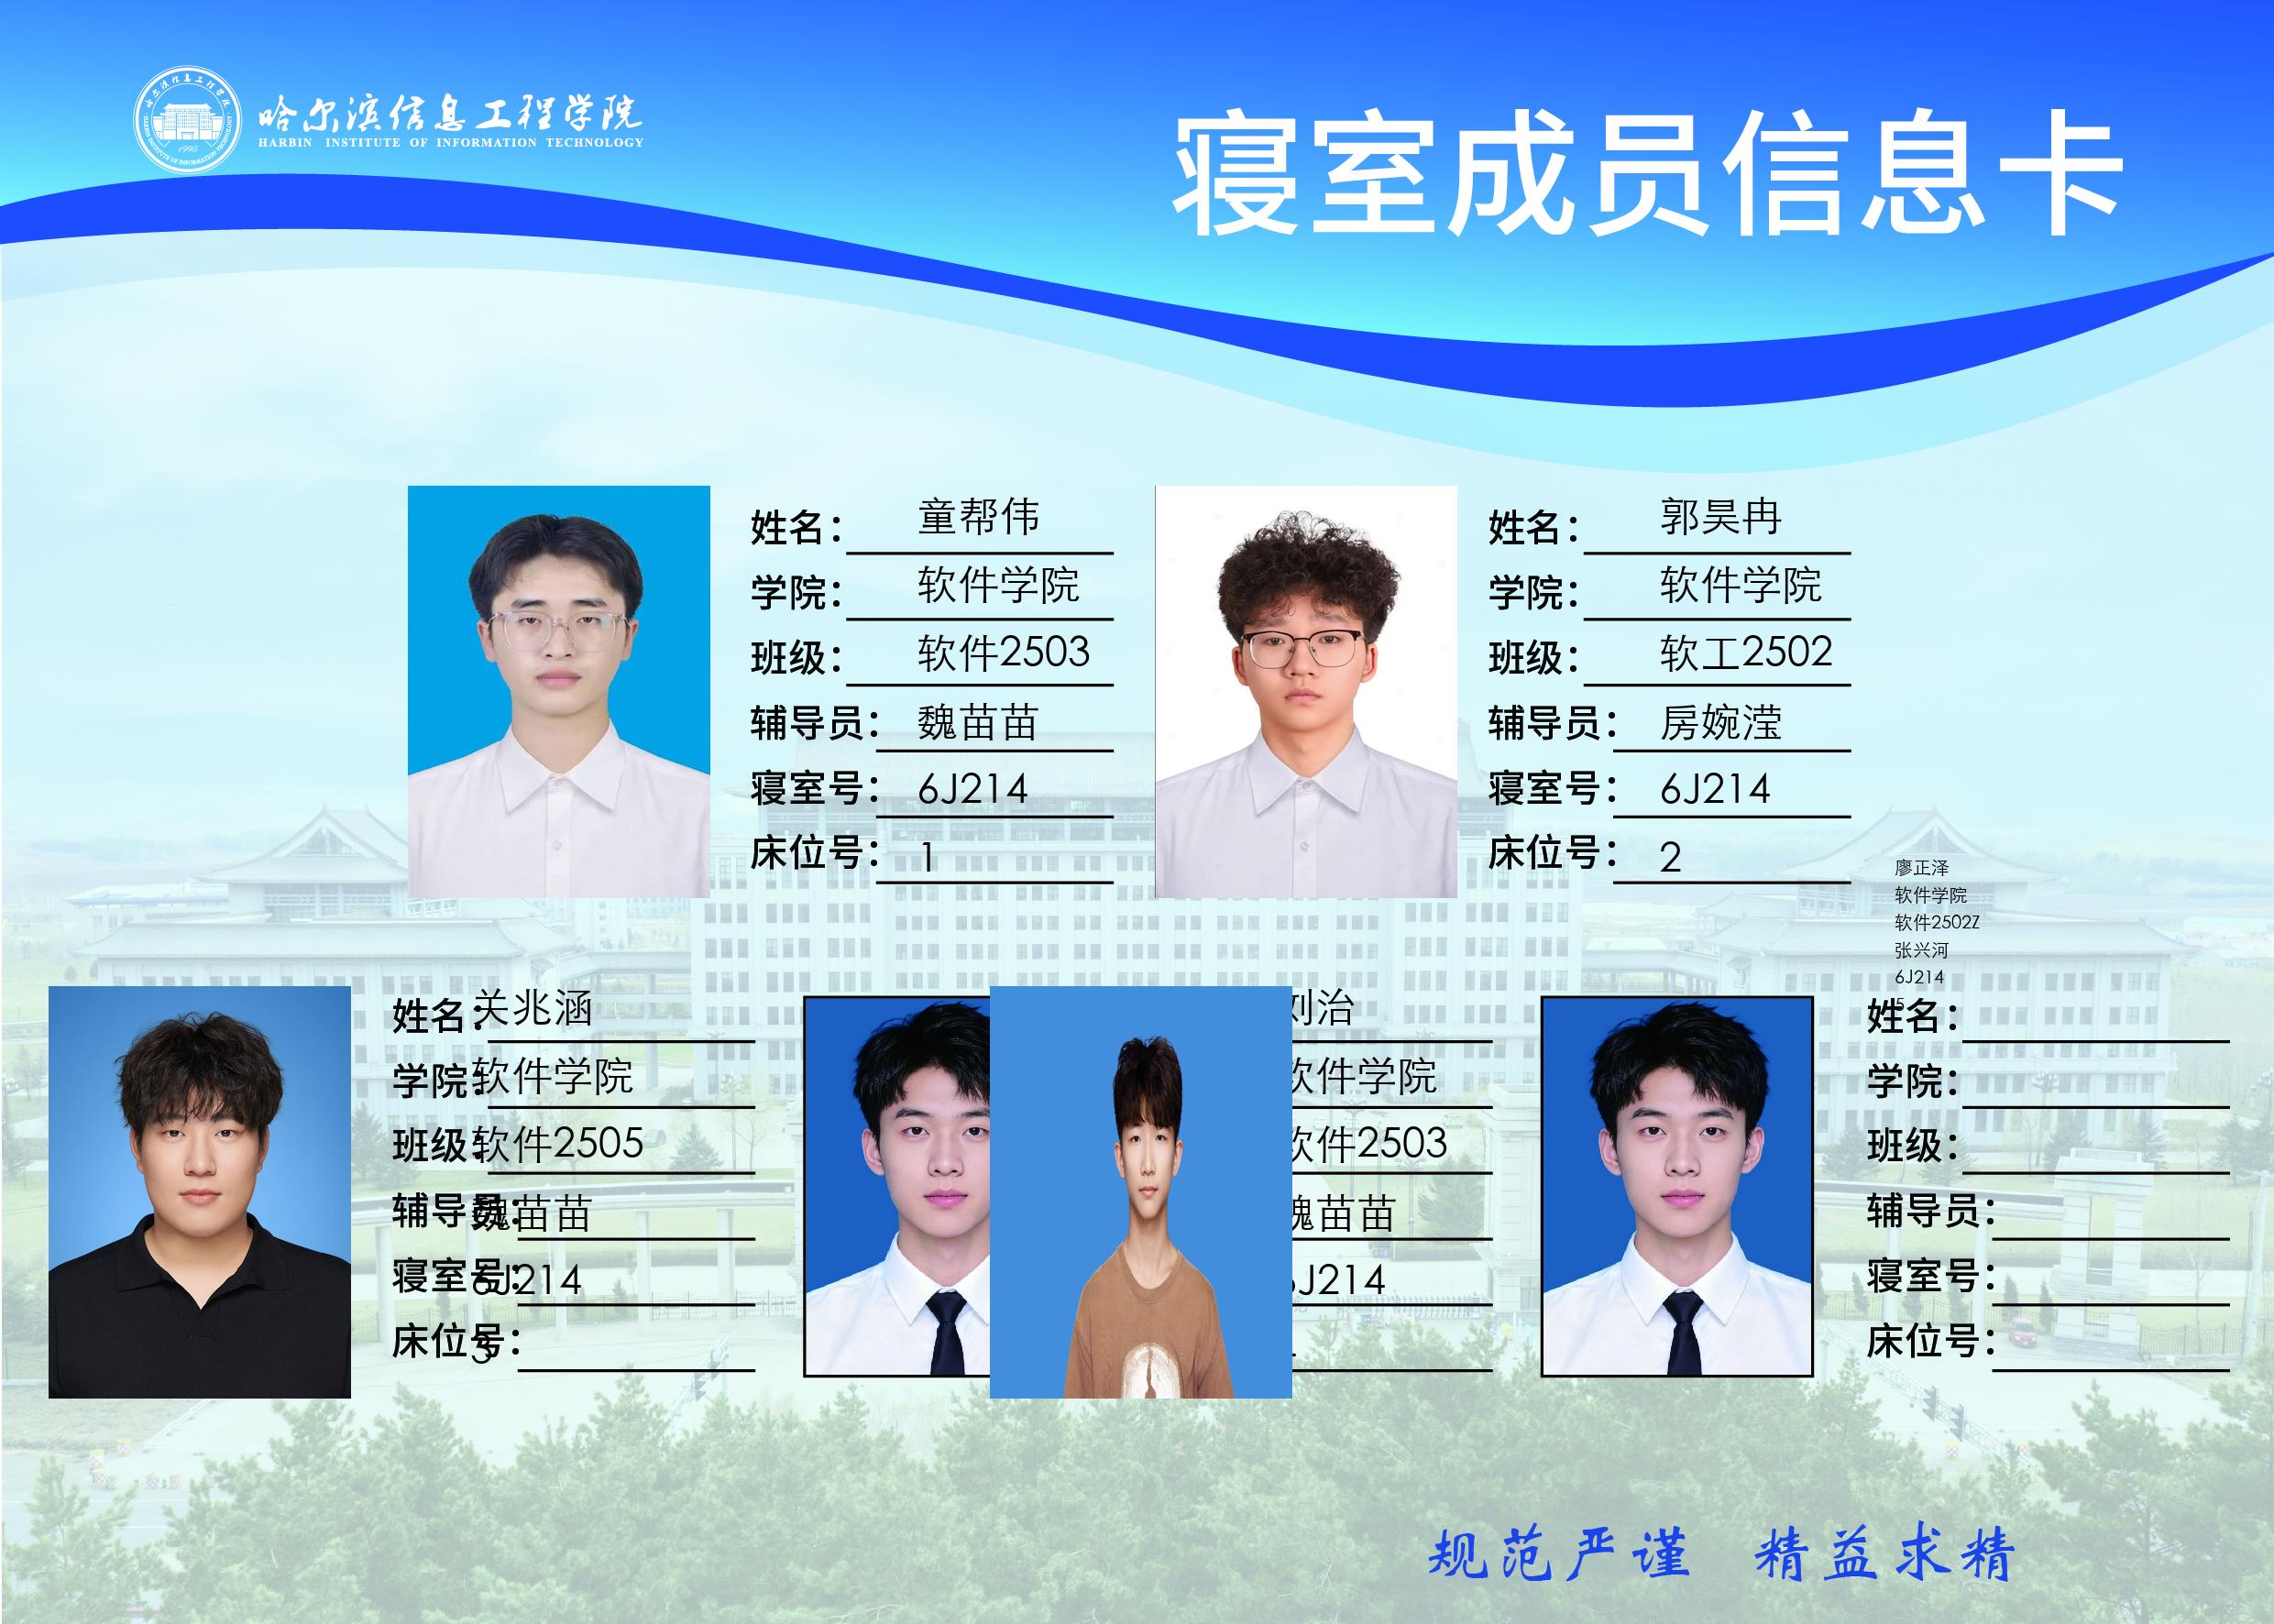 哈尔滨信息工程学院
HARBIN INSTITUTE OF INFORMATION TECHNOLOGY
1995
寝室成员信息卡
姓名： 童帮伟
学院： 软件学院
班级： 软件2503
辅导员： 魏苗苗
寝室号： 6J214
床位号： 1
姓名： 郭昊冉
学院： 软件学院
班级： 软工2502
辅导员： 房婉滢
寝室号： 6J214
床位号： 2
廖正泽
软件学院
软件2502Z
张兴河
6J214
5
姓名：关兆涵
学院：软件学院
班级：软件2505
辅导员：魏苗苗
寝室号：6J214
床位号：3
刘治
软件学院
软件2503
魏苗苗
6J214
姓名：
学院：
班级：
辅导员：
寝室号：
床位号：
规范严谨 精益求精